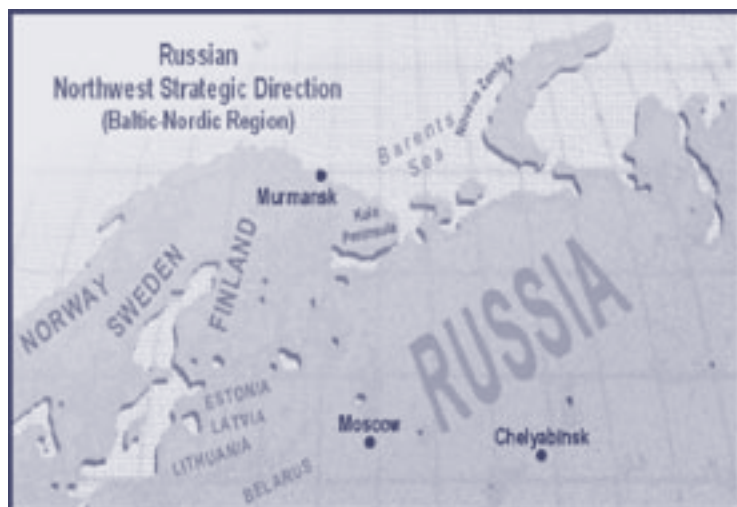 Russian
Northwest Strategic Direction
(Baltic-Nordic Region)
Novaya Zemlya
Barents
Sea
Murmansk
Kola
Peninsula
NORWAY
SWEDEN
FINLAND
RUSSIA
ESTONIA
LATVIA
LITHUANIA
BELARUS
Moscow
Chelyabinsk